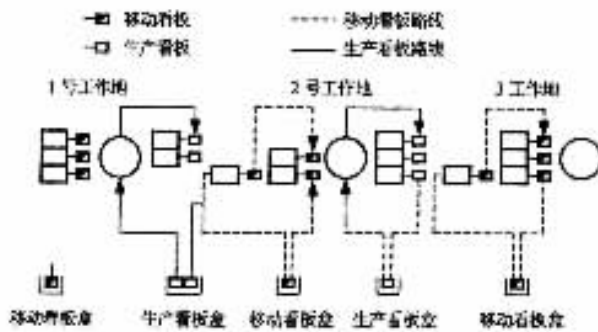 移动看板 移动看板路线
生产看板 生产看板路线
1号工作地 2号工作地 3工作地
移动看板盒 生产看板盒 移动看板盒 生产看板盒 移动看板盒